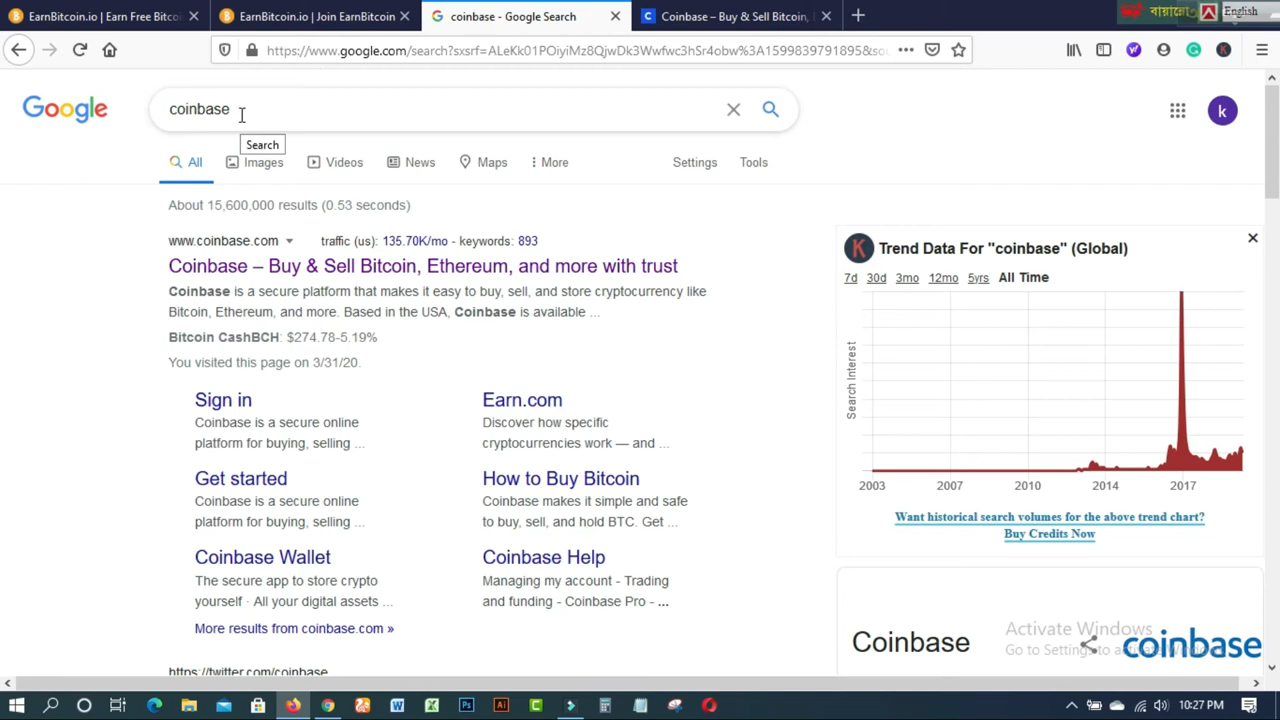 EarnBitcoin.io | Earn Free Bitco
EarnBitcoin.io | Join EarnBitcoin
coinbase - Google Search
Coinbase – Buy & Sell Bitcoin,
English
https://www.google.com/search?sxsrf=ALeKk01POiyiMz8QjwDk3Wwfwc3hSr4obw%3A1599839791895&sou
Google
coinbase
k
Search
All
Images
Videos
News
Maps
More
Settings
Tools
About 15,600,000 results (0.53 seconds)
www.coinbase.com
traffic (us): 135.70K/mo - keywords: 893
Coinbase – Buy & Sell Bitcoin, Ethereum, and more with trust
Coinbase is a secure platform that makes it easy to buy, sell, and store cryptocurrency like
Bitcoin, Ethereum, and more. Based in the USA, Coinbase is available ...
Bitcoin CashBCH: $274.78-5.19%
You visited this page on 3/31/20.
Sign in
Coinbase is a secure online
platform for buying, selling ...
Earn.com
Discover how specific
cryptocurrencies work — and ...
Get started
Coinbase is a secure online
platform for buying, selling ...
How to Buy Bitcoin
Coinbase makes it simple and safe
to buy, sell, and hold BTC. Get ...
Coinbase Wallet
The secure app to store crypto
yourself · All your digital assets ...
Coinbase Help
Managing my account - Trading
and funding - Coinbase Pro - ...
More results from coinbase.com »
https://twitter.com/coinbase
K
Trend Data For "coinbase" (Global)
7d 30d 3mo 12mo 5yrs All Time
Search Interest
2003 2007 2010 2014 2017
Want historical search volumes for the above trend chart?
Buy Credits Now
Coinbase
coinbase
Activate Windows
Go to Settings to activate Windows.
10:27 PM